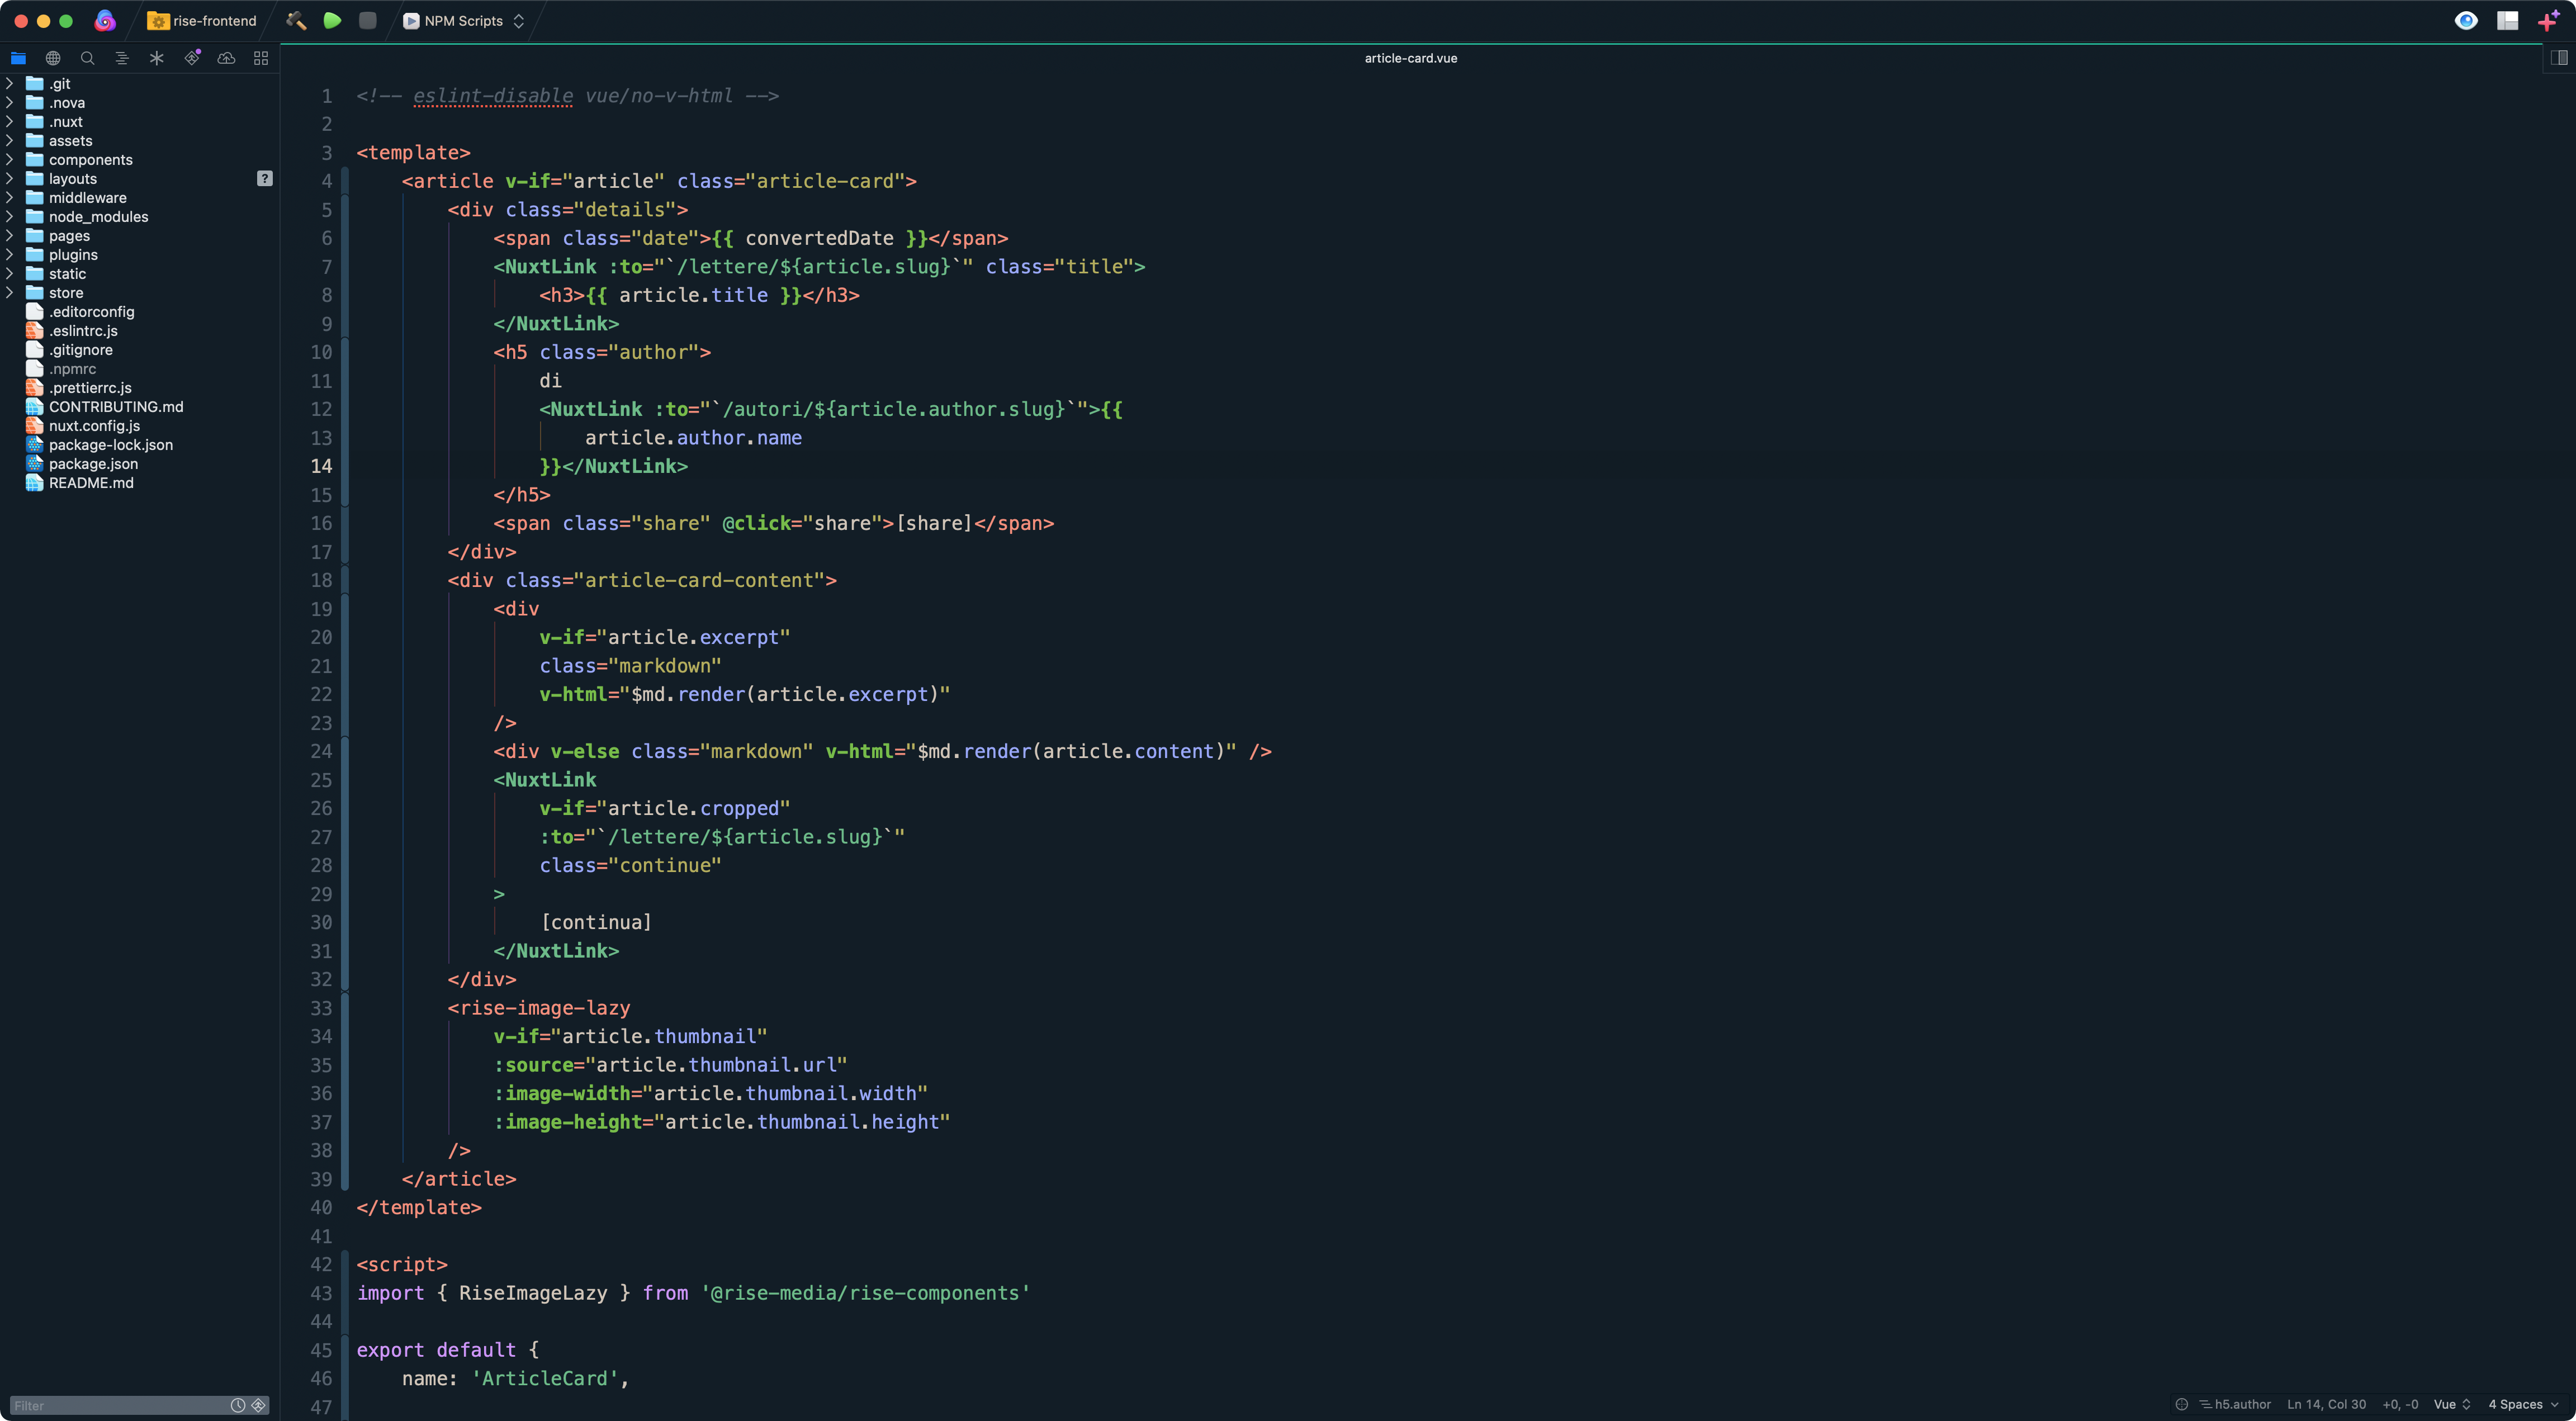 rise-frontend
NPM Scripts
article-card.vue
.git
.nova
.nuxt
assets
components
layouts
?
middleware
node_modules
pages
plugins
static
store
.editorconfig
.eslintrc.js
.gitignore
.npmrc
.prettierrc.js
CONTRIBUTING.md
nuxt.config.js
package-lock.json
package.json
README.md
Filter
1 <!-- eslint-disable vue/no-v-html -->
2
3 <template>
4 <article v-if="article" class="article-card">
5 <div class="details">
6 <span class="date">{{ convertedDate }}</span>
7 <NuxtLink :to="`/lettere/${article.slug}`" class="title">
8 <h3>{{ article.title }}</h3>
9 </NuxtLink>
10 <h5 class="author">
11 di
12 <NuxtLink :to="`/autori/${article.author.slug}`">{{
13 article.author.name
14 }}</NuxtLink>
15 </h5>
16 <span class="share" @click="share">[share]</span>
17 </div>
18 <div class="article-card-content">
19 <div
20 v-if="article.excerpt"
21 class="markdown"
22 v-html="$md.render(article.excerpt)"
23 />
24 <div v-else class="markdown" v-html="$md.render(article.content)" />
25 <NuxtLink
26 v-if="article.cropped"
27 :to="`/lettere/${article.slug}`"
28 class="continue"
29 >
30 [continua]
31 </NuxtLink>
32 </div>
33 <rise-image-lazy
34 v-if="article.thumbnail"
35 :source="article.thumbnail.url"
36 :image-width="article.thumbnail.width"
37 :image-height="article.thumbnail.height"
38 />
39 </article>
40 </template>
41
42 <script>
43 import { RiseImageLazy } from '@rise-media/rise-components'
44
45 export default {
46 name: 'ArticleCard',
47
h5.author Ln 14, Col 30 +0, -0 Vue 4 Spaces